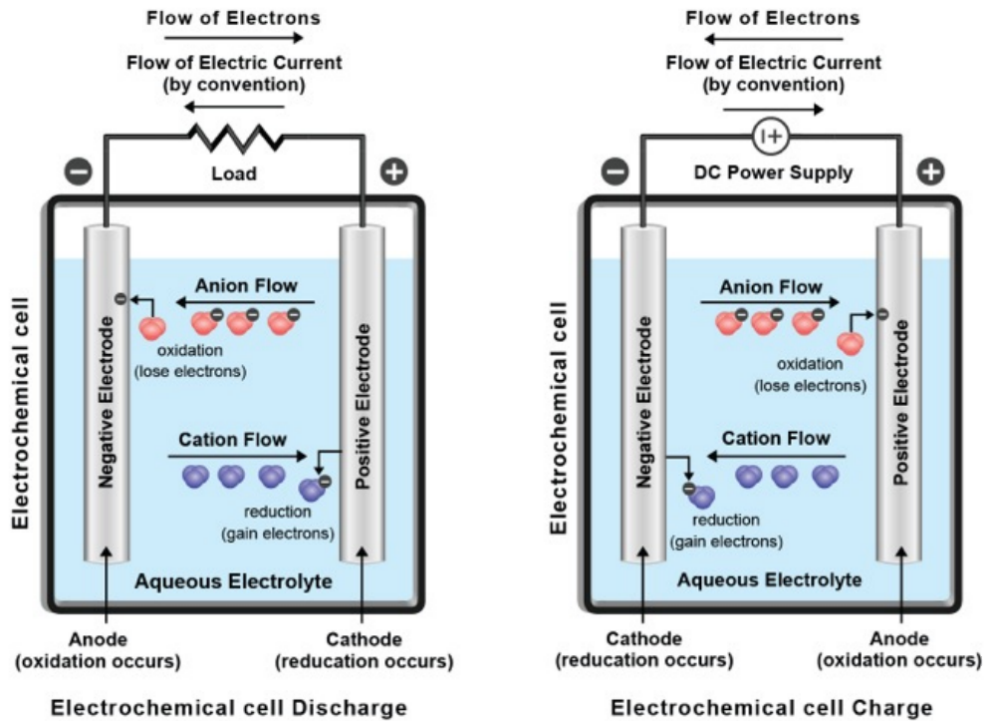 Flow of Electrons
Flow of Electric Current
(by convention)
Load
Electrochemical cell
Negative Electrode
Positive Electrode
Anion Flow
oxidation
(lose electrons)
Cation Flow
reduction
(gain electrons)
Aqueous Electrolyte
Anode
(oxidation occurs)
Cathode
(reducation occurs)
Electrochemical cell Discharge
Flow of Electrons
Flow of Electric Current
(by convention)
DC Power Supply
Electrochemical cell
Negative Electrode
Positive Electrode
Anion Flow
oxidation
(lose electrons)
Cation Flow
reduction
(gain electrons)
Aqueous Electrolyte
Cathode
(reducation occurs)
Anode
(oxidation occurs)
Electrochemical cell Charge